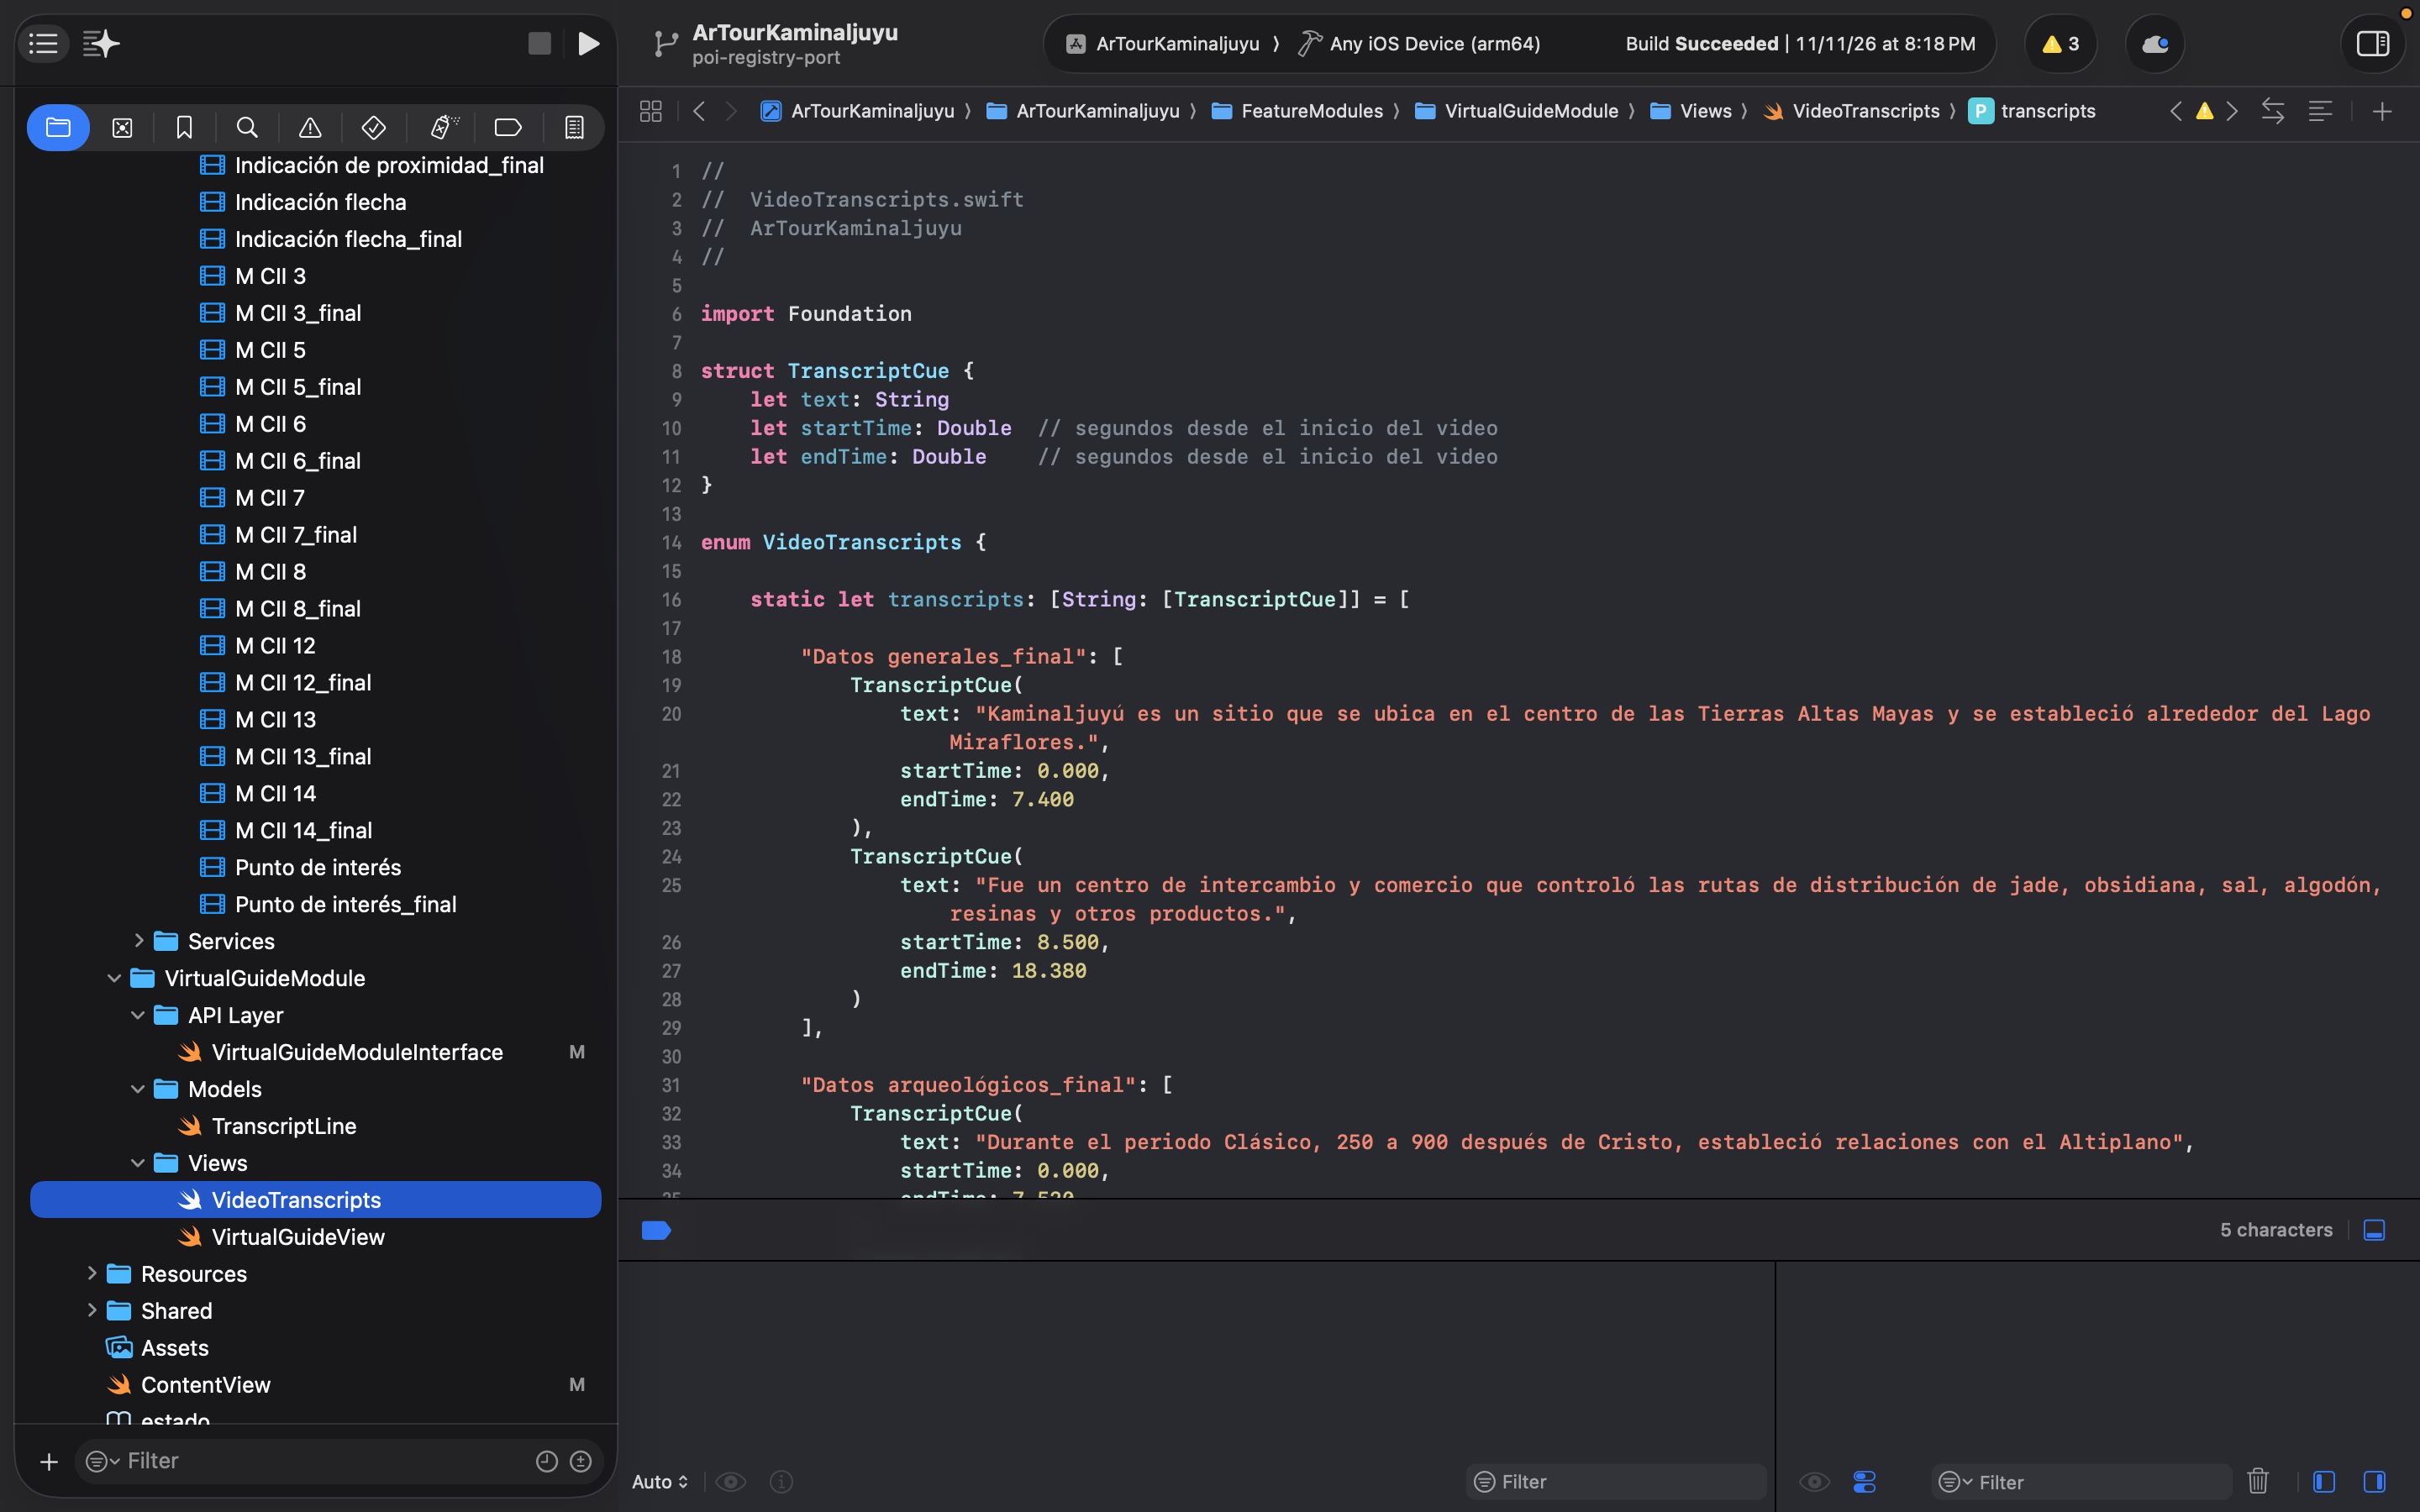 ArTourKaminaljuyu
poi-registry-port
ArTourKaminaljuyu 〉 Any iOS Device (arm64)
Build Succeeded | 11/11/26 at 8:18 PM
3
Indicación de proximidad_final
Indicación flecha
Indicación flecha_final
M CII 3
M CII 3_final
M CII 5
M CII 5_final
M CII 6
M CII 6_final
M CII 7
M CII 7_final
M CII 8
M CII 8_final
M CII 12
M CII 12_final
M CII 13
M CII 13_final
M CII 14
M CII 14_final
Punto de interés
Punto de interés_final
Services
VirtualGuideModule
API Layer
VirtualGuideModuleInterface M
Models
TranscriptLine
Views
VideoTranscripts
VirtualGuideView
Resources
Shared
Assets
ContentView M
estado
Filter
ArTourKaminaljuyu 〉 ArTourKaminaljuyu 〉 FeatureModules 〉 VirtualGuideModule 〉 Views 〉 VideoTranscripts 〉 P transcripts
1 //
2 //  VideoTranscripts.swift
3 //  ArTourKaminaljuyu
4 //
5
6 import Foundation
7
8 struct TranscriptCue {
9     let text: String
10     let startTime: Double  // segundos desde el inicio del video
11     let endTime: Double    // segundos desde el inicio del video
12 }
13
14 enum VideoTranscripts {
15
16     static let transcripts: [String: [TranscriptCue]] = [
17
18         "Datos generales_final": [
19             TranscriptCue(
20                 text: "Kaminaljuyú es un sitio que se ubica en el centro de las Tierras Altas Mayas y se estableció alrededor del Lago
Miraflores.",
21                 startTime: 0.000,
22                 endTime: 7.400
23             ),
24             TranscriptCue(
25                 text: "Fue un centro de intercambio y comercio que controló las rutas de distribución de jade, obsidiana, sal, algodón,
resinas y otros productos.",
26                 startTime: 8.500,
27                 endTime: 18.380
28             )
29         ],
30
31         "Datos arqueológicos_final": [
32             TranscriptCue(
33                 text: "Durante el periodo Clásico, 250 a 900 después de Cristo, estableció relaciones con el Altiplano",
34                 startTime: 0.000,
35                 endTime: 7.520
5 characters
Auto
Filter
Filter